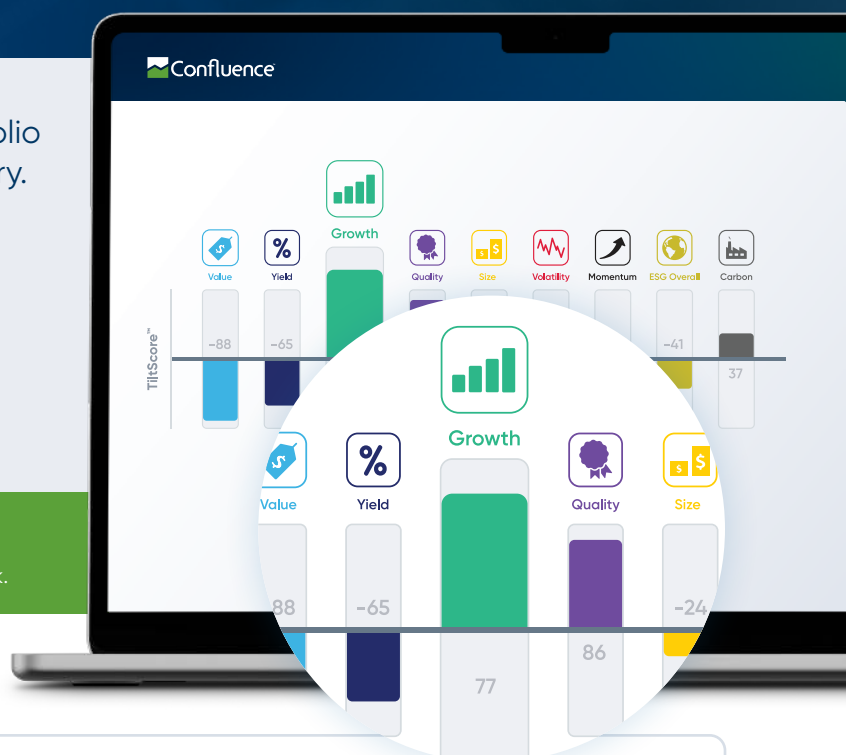 Confluence
ry.
Growth
Value
Yield
Quality
Size
Volatility
Momentum
ESG Overall
Carbon
TiltScore™
-88
-65
-41
37
Growth
Value
Yield
Quality
Size
88
-65
-24
77
86